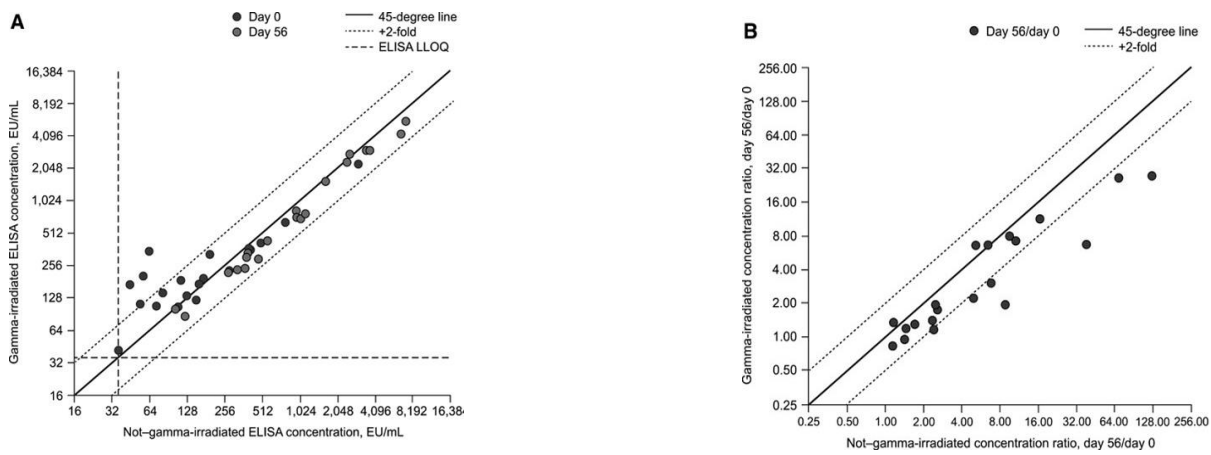 A
Day 0
Day 56
45-degree line
+2-fold
ELISA LLOQ
Gamma-irradiated ELISA concentration, EU/mL
16,384
8,192
4,096
2,048
1,024
512
256
128
64
32
16
16 32 64 128 256 512 1,024 2,048 4,096 8,192 16,38
Not–gamma-irradiated ELISA concentration, EU/mL
B
Day 56/day 0
45-degree line
+2-fold
Gamma-irradiated concentration ratio, day 56/day 0
256.00
128.00
64.00
32.00
16.00
8.00
4.00
2.00
1.00
0.50
0.25
0.25 0.50 1.00 2.00 4.00 8.00 16.00 32.00 64.00 128.00 256.00
Not–gamma-irradiated concentration ratio, day 56/day 0